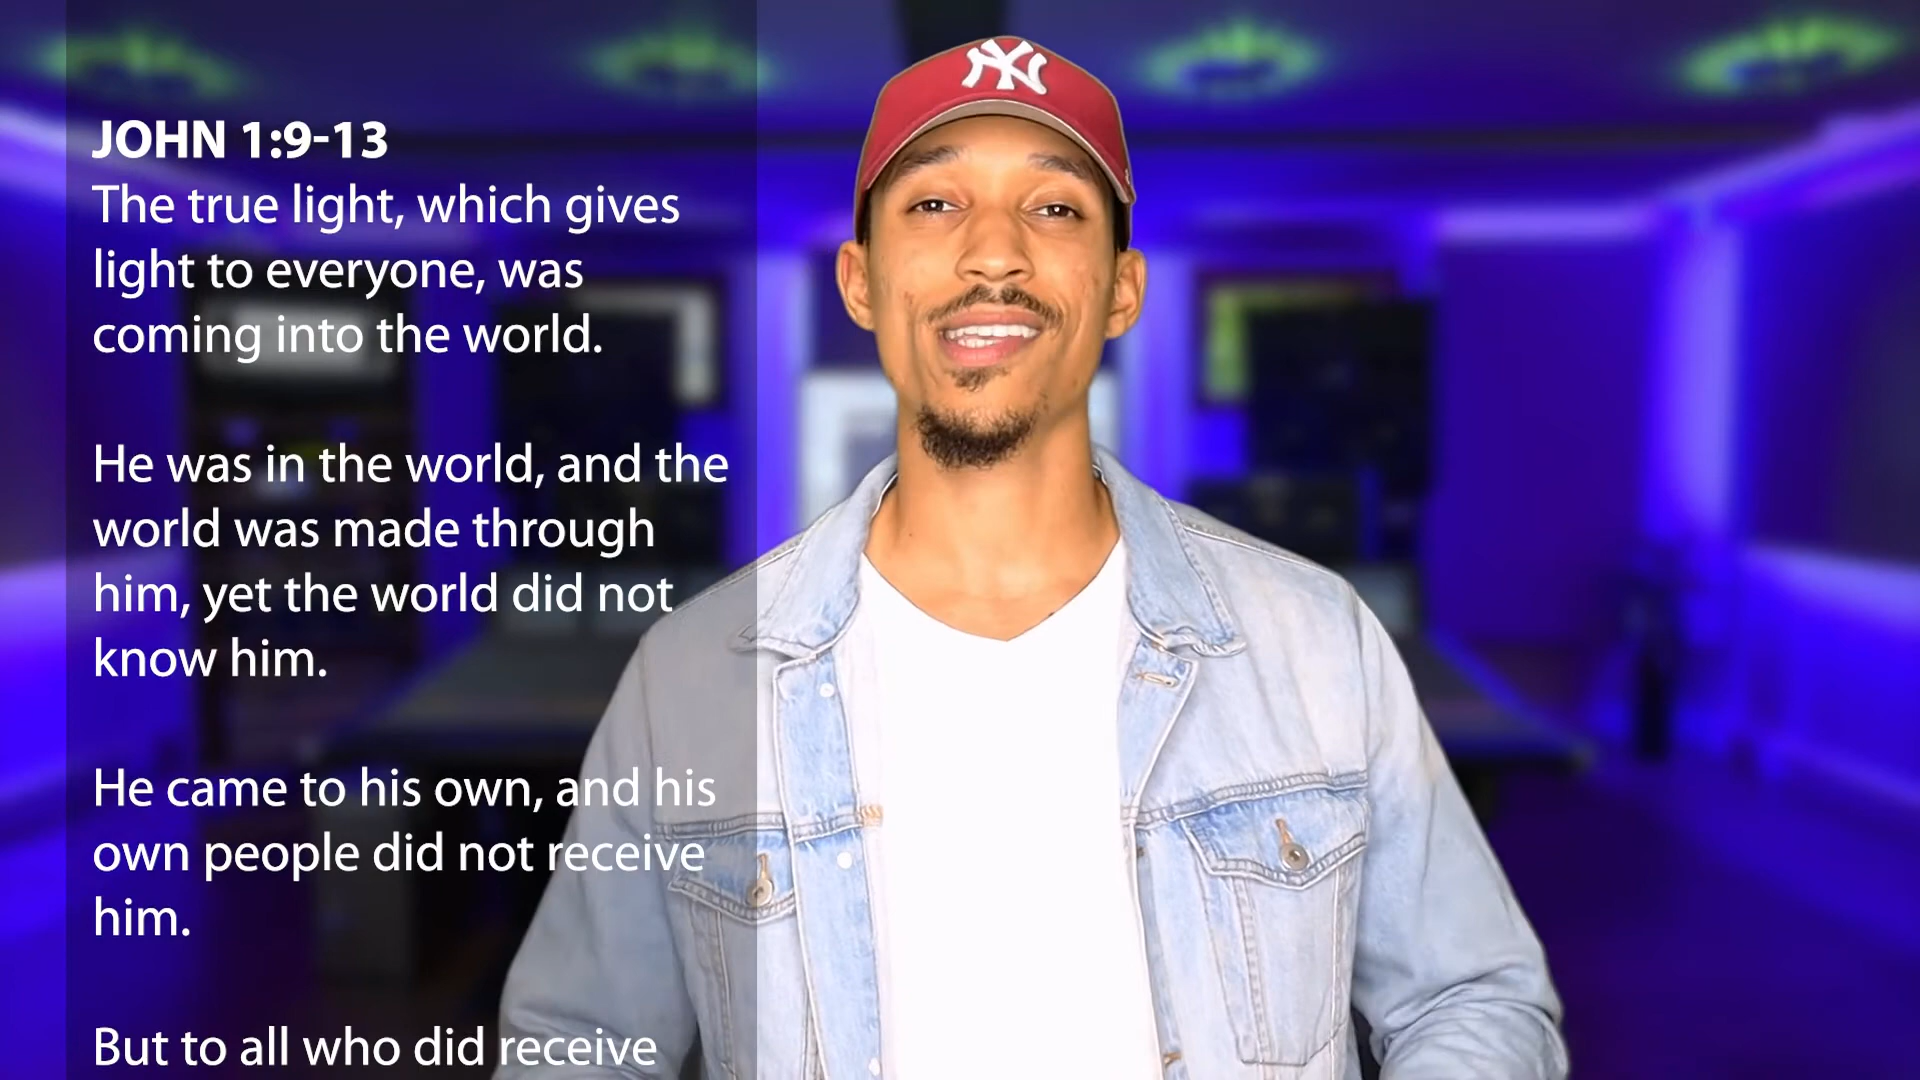 NY
JOHN 1:9-13
The true light, which gives
light to everyone, was
coming into the world.
He was in the world, and the
world was made through
him, yet the world did not
know him.
He came to his own, and his
own people did not receive
him.
But to all who did receive